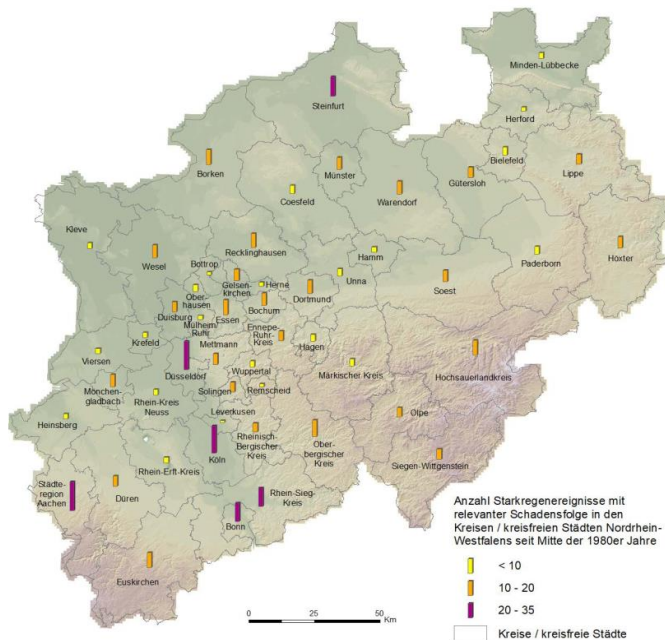 Minden-Lübbecke
Steinfurt
Herford
Bielefeld
Lippe
Borken
Münster
Gütersloh
Warendorf
Coesfeld
Kleve
Höxter
Recklinghausen
Wesel
Hamm
Paderborn
Bottrop
Unna
Soest
Ober-
hausen
Gelsen-
kirchen
Herne
Dortmund
Duisburg
Essen
Bochum
Mülheim/
Ruhr
Ennepe-
Ruhr-
Kreis
Krefeld
Mettmann
Hagen
Viersen
Düsseldorf
Wuppertal
Märkischer Kreis
Hochsauerlandkreis
Mönchen-
gladbach
Rhein-Kreis
Neuss
Solingen
Remscheid
Heinsberg
Leverkusen
Olpe
Köln
Rheinisch-
Bergischer
Kreis
Ober-
bergischer
Kreis
Siegen-Wittgenstein
Rhein-Erft-Kreis
Städte-
region
Aachen
Düren
Rhein-Sieg-
Kreis
Bonn
Euskirchen
Anzahl Starkregenereignisse mit
relevanter Schadensfolge in den
Kreisen / kreisfreien Städten Nordrhein-
Westfalens seit Mitte der 1980er Jahre
< 10
10 - 20
20 - 35
Kreise / kreisfreie Städte
0 25 50
Km